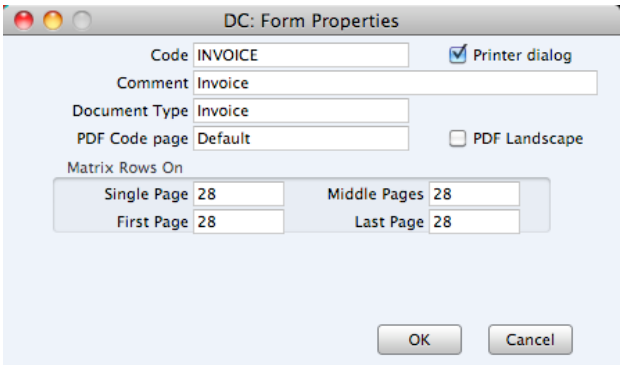 DC: Form Properties
Code INVOICE Printer dialog
Comment Invoice
Document Type Invoice
PDF Code page Default PDF Landscape
Matrix Rows On
Single Page 28 Middle Pages 28
First Page 28 Last Page 28
OK Cancel